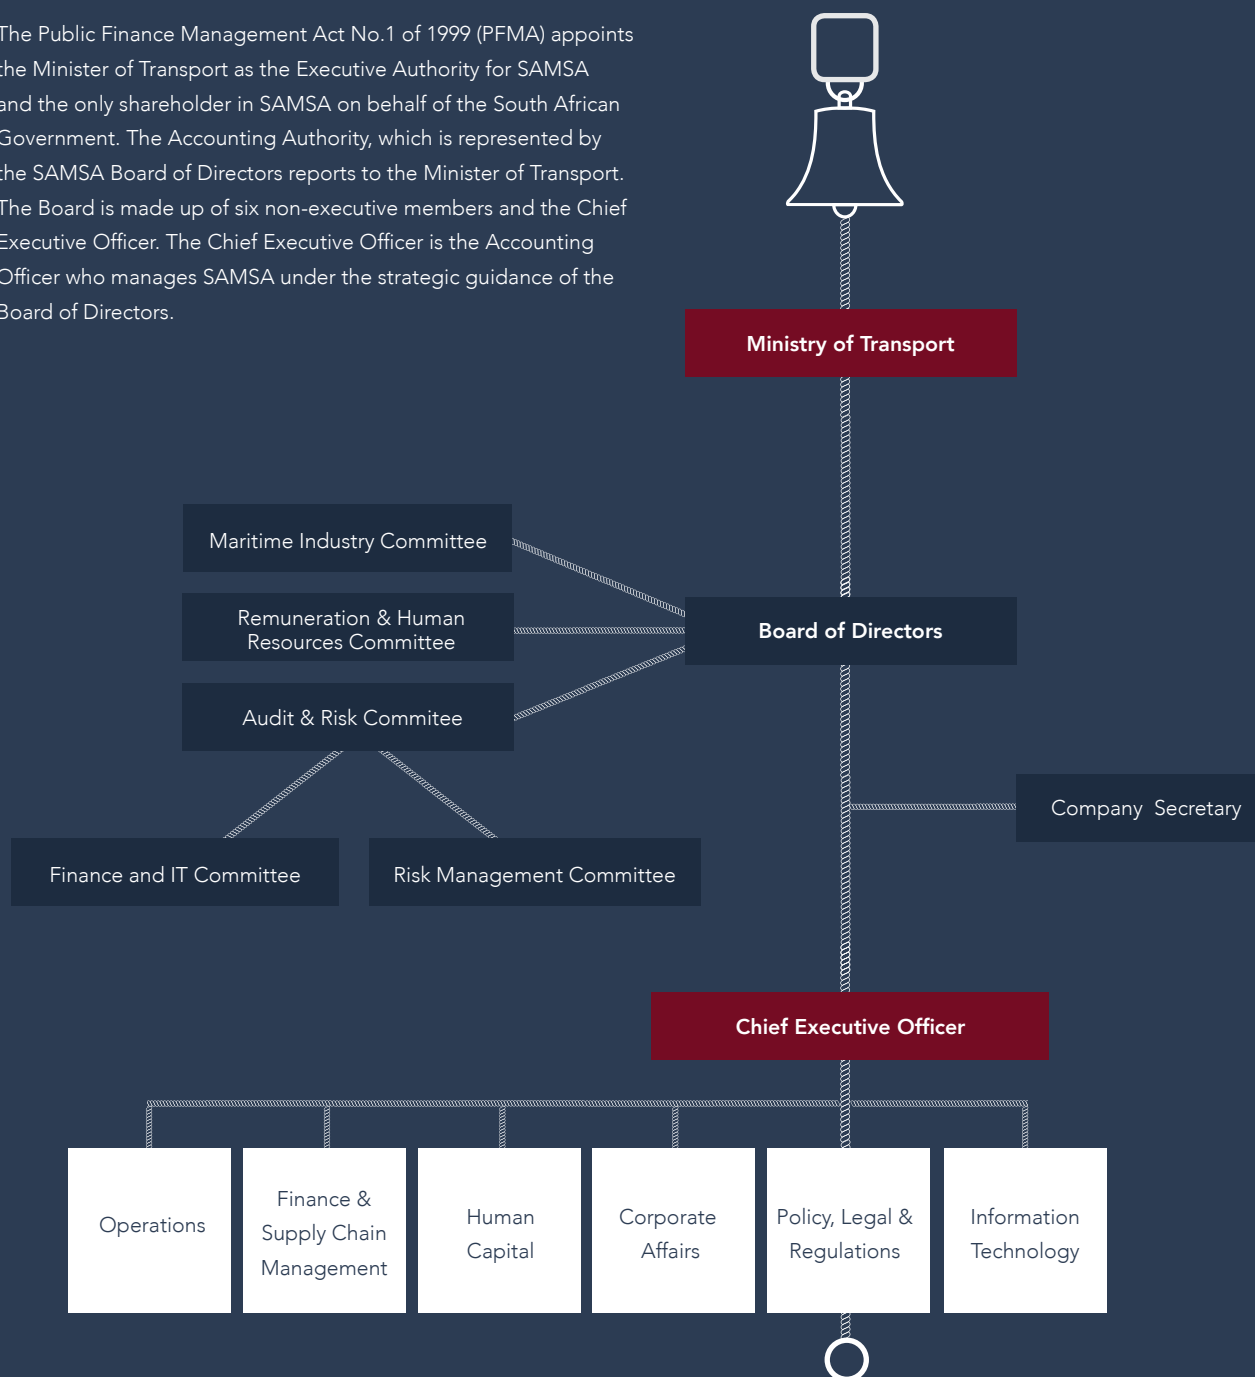 The Public Finance Management Act No.1 of 1999 (PFMA) appoints
the Minister of Transport as the Executive Authority for SAMSA
and the only shareholder in SAMSA on behalf of the South African
Government. The Accounting Authority, which is represented by
the SAMSA Board of Directors reports to the Minister of Transport.
The Board is made up of six non-executive members and the Chief
Executive Officer. The Chief Executive Officer is the Accounting
Officer who manages SAMSA under the strategic guidance of the
Board of Directors.
Ministry of Transport
Maritime Industry Committee
Remuneration & Human
Resources Committee
Board of Directors
Audit & Risk Commitee
Company Secretary
Finance and IT Committee
Risk Management Committee
Chief Executive Officer
Operations
Finance &
Supply Chain
Management
Human
Capital
Corporate
Affairs
Policy, Legal &
Regulations
Information
Technology